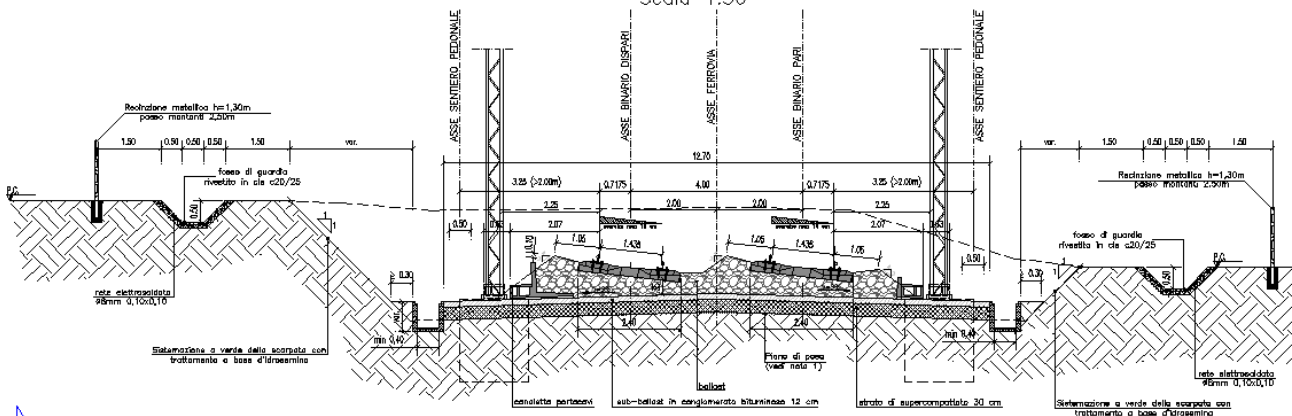 Scala 1:50
ASSE SENTIERO PEDONALE
ASSE BINARIO DISPARI
ASSE FERROVIA
ASSE BINARIO PARI
ASSE SENTIERO PEDONALE
Recinzione metallica h=1,30m
passo montanti 2,50m
1.50 0.50 0.50 0.50 1.50 var.
12.70
var. 1.50 0.50 0.50 0.50 1.50
fosso di guardia
rivestito in cls c20/25
3.25 (>2.00m) 0.7175 4.00 0.7175 3.25 (>2.00m)
Recinzione metallica h=1,30m
passo montanti 2.50m
P.C.
0.50
2.25 2.00 2.00 2.25
0.50 2.07 2.07 0.50
1
1
fosso di guardia
rivestito in cls c20/25
0.70
1.05 1.435 1.05 1.435 1.05
P.C.
0.50
1
1
rete elettrosaldata
Ø8mm 0,10x0,10
0.30
0.30
var.
min 0,40
2.40 2.40
min 0,40
Sistemazione a verde della scarpata con
trattamento a base d'idrosemina
Piano di posa
(vedi nota 1)
rete elettrosaldata
Ø8mm 0,10x0,10
ballast
canaletta portacavi
sub-ballast in conglomerato bituminoso 12 cm
strato di supercompattato 30 cm
Sistemazione a verde della scarpata con
trattamento a base d'idrosemina